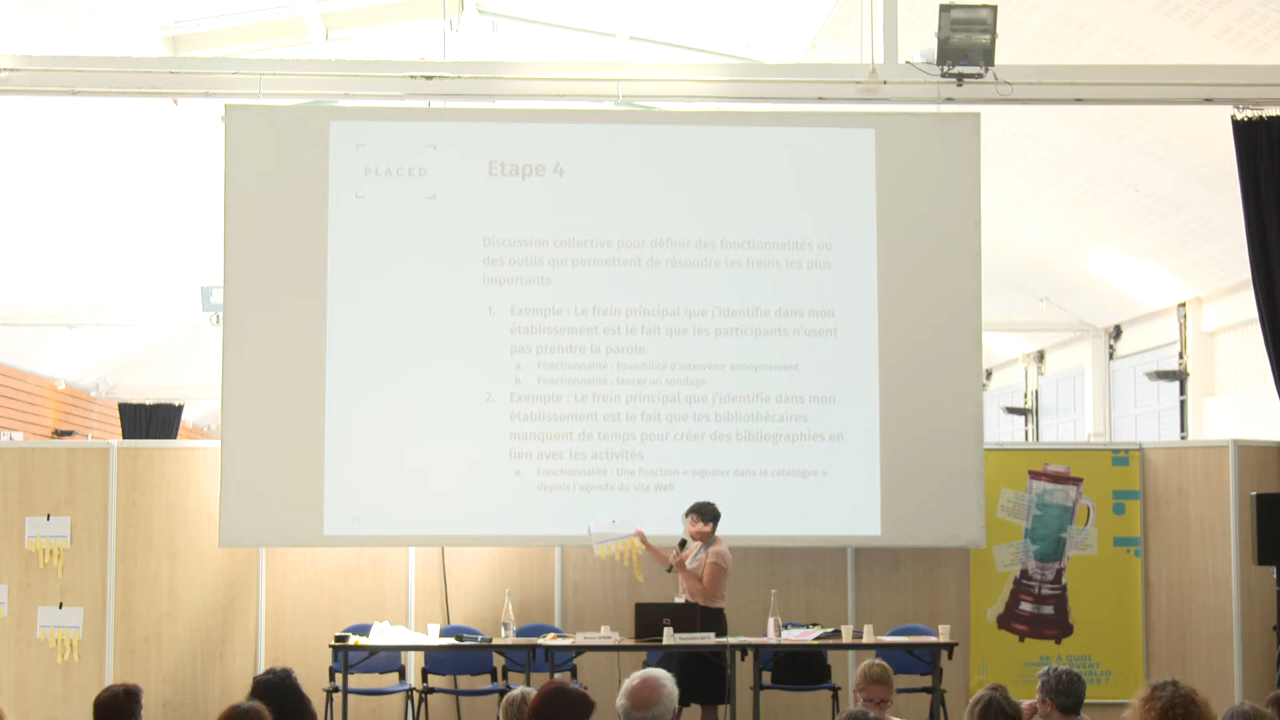 PLACED
Etape 4
Discussion collective pour définir des fonctionnalités ou
des outils qui permettent de résoudre les freins les plus
importants
1. Exemple : Le frein principal que j'identifie dans mon
établissement est le fait que les participants n'osent
pas prendre la parole.
a. Fonctionnalité : Possibilité d'intervenir anonymement
b. Fonctionnalité : lancer un sondage
2. Exemple : Le frein principal que j'identifie dans mon
établissement est le fait que les bibliothécaires
manquent de temps pour créer des bibliographies en
lien avec les activités.
a. Fonctionnalité : Une fonction « signaler dans le catalogue »
depuis l'agenda du site Web
À QUOI